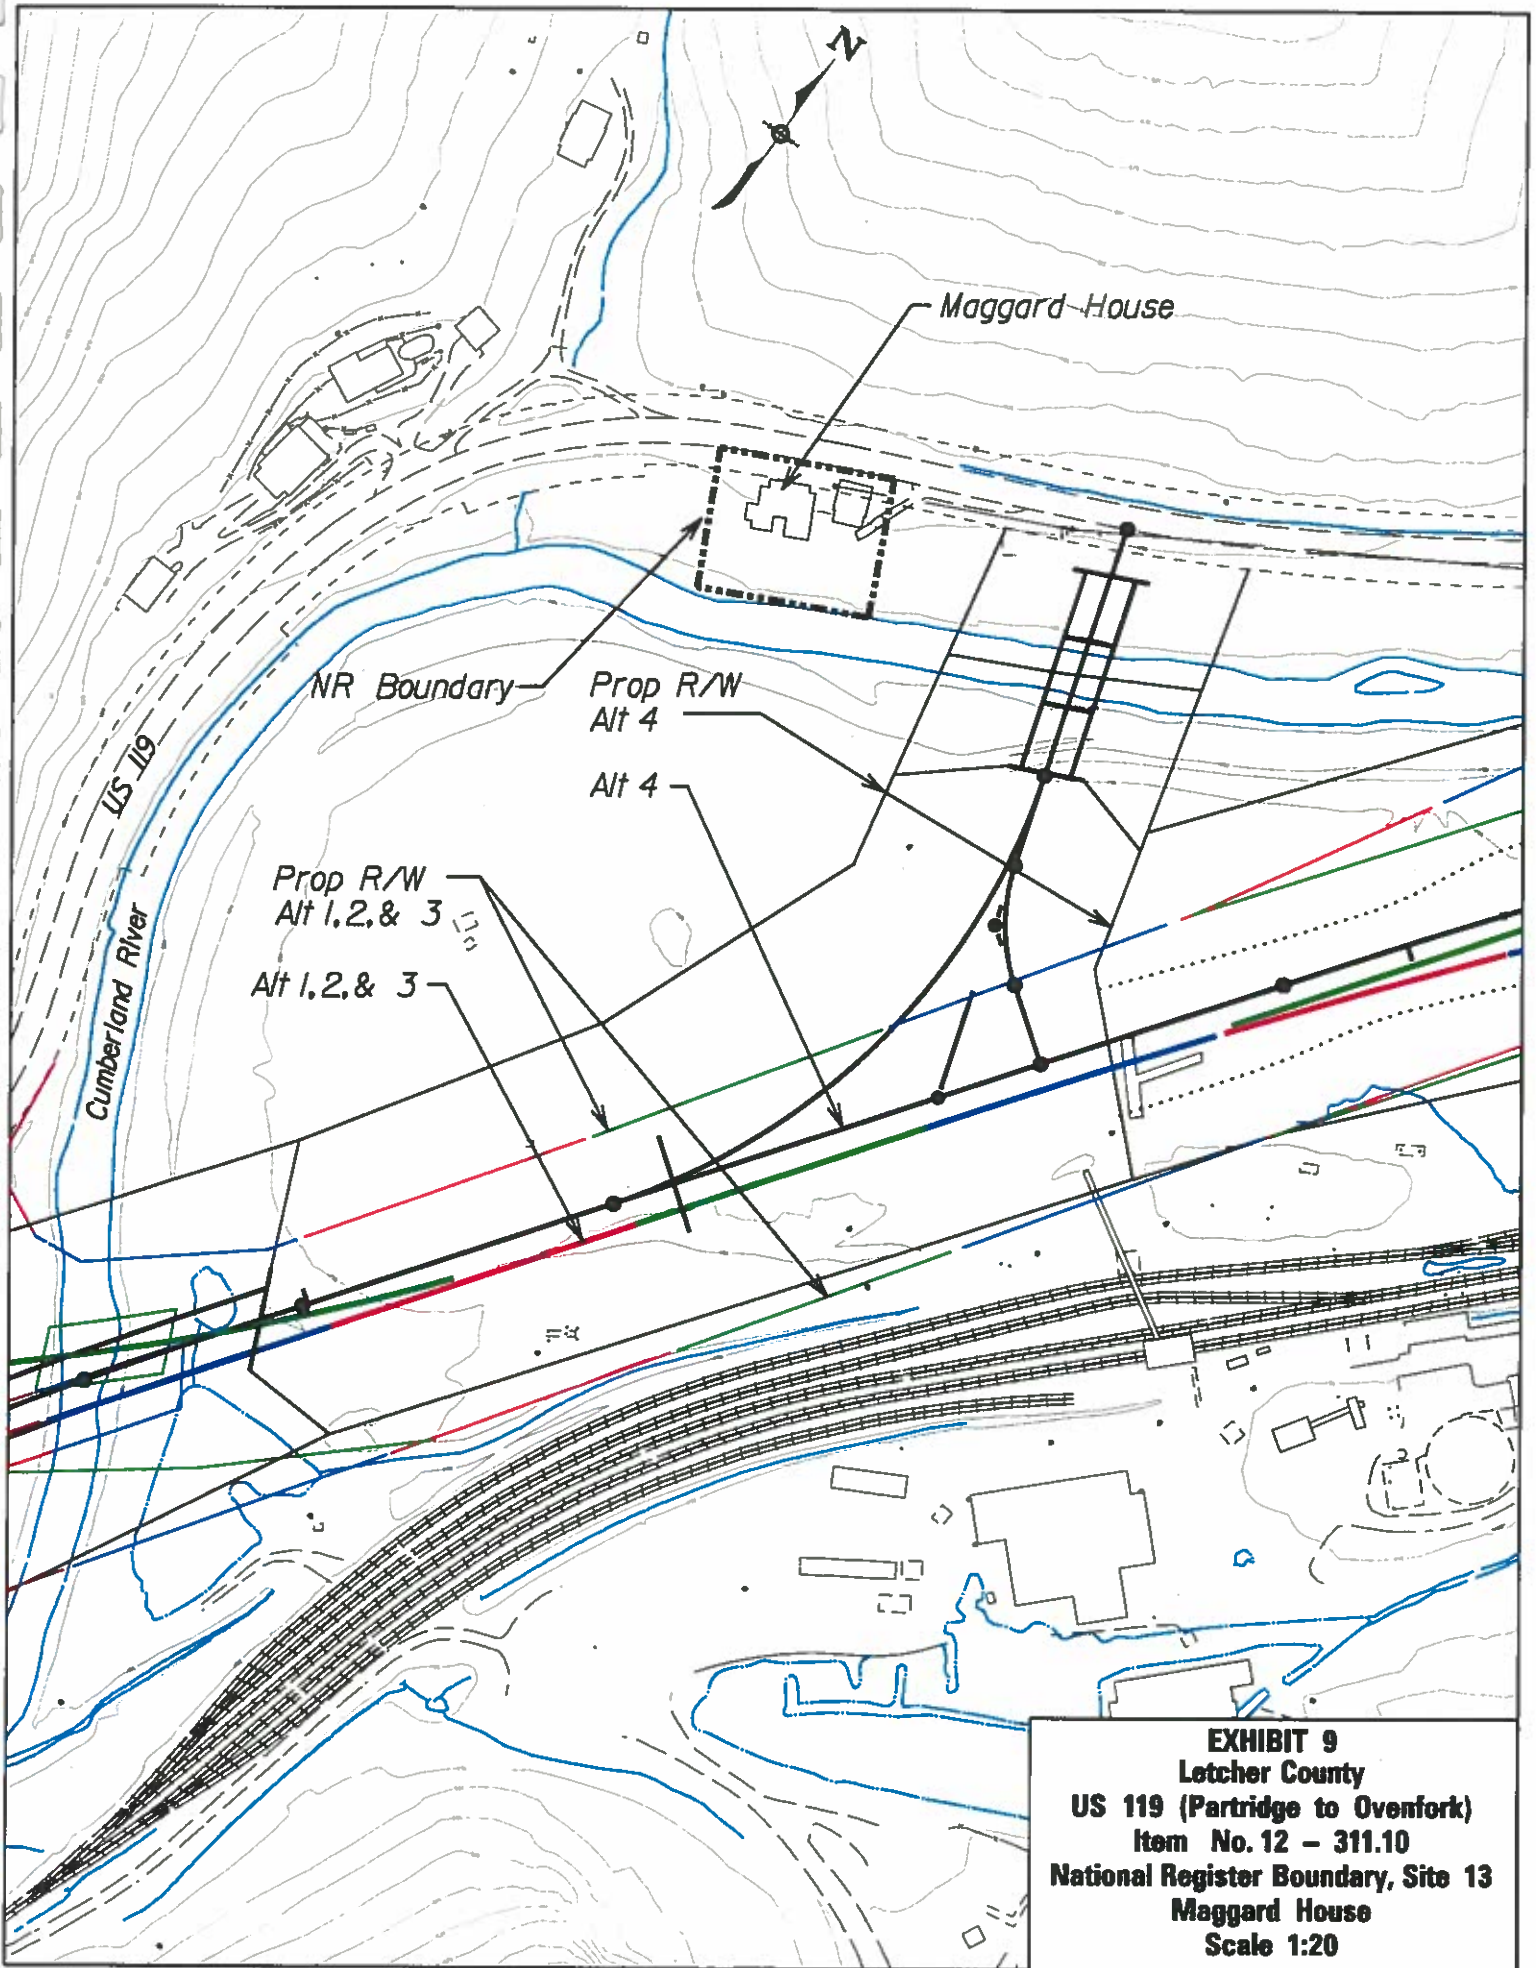 N
Maggard House
NR Boundary
Prop R/W
Alt 4
Alt 4
US 119
Prop R/W
Alt 1,2,& 3
Alt 1,2,& 3
Cumberland River
EXHIBIT 9
Letcher County
US 119 (Partridge to Ovenfork)
Item No. 12 - 311.10
National Register Boundary, Site 13
Maggard House
Scale 1:20